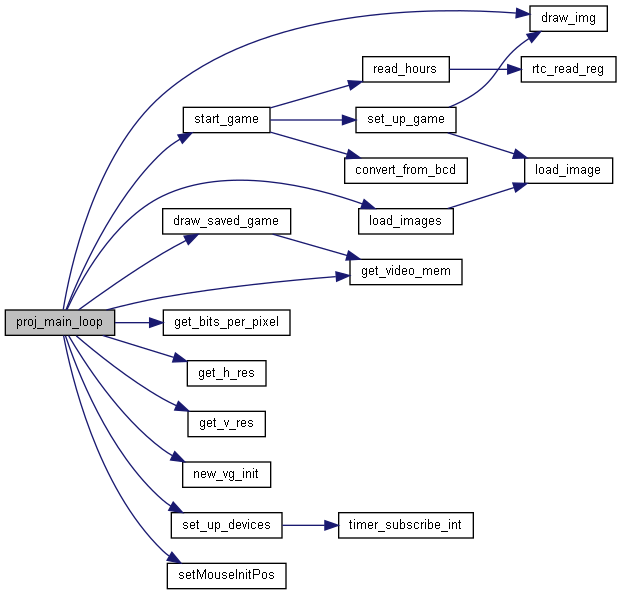 draw_img
read_hours
rtc_read_reg
start_game
set_up_game
convert_from_bcd
load_image
draw_saved_game
load_images
get_video_mem
proj_main_loop
get_bits_per_pixel
get_h_res
get_v_res
new_vg_init
set_up_devices
timer_subscribe_int
setMouseInitPos